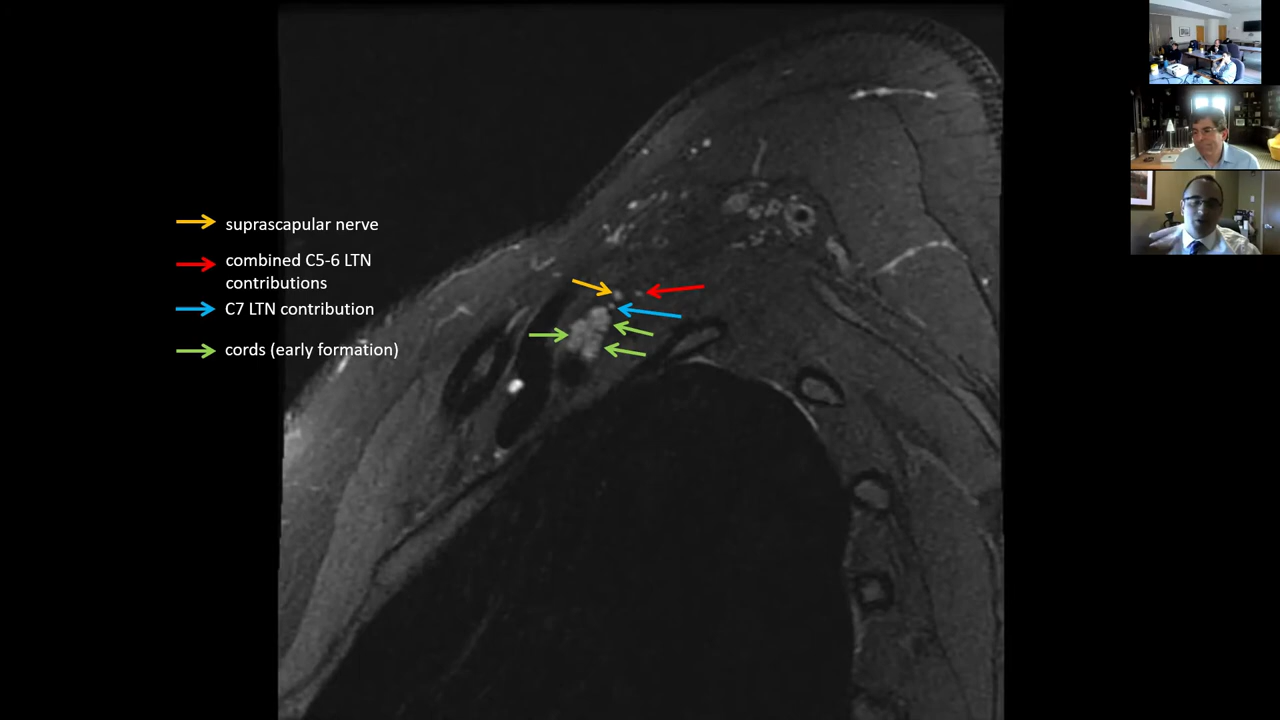 suprascapular nerve
combined C5-6 LTN
contributions
C7 LTN contribution
cords (early formation)